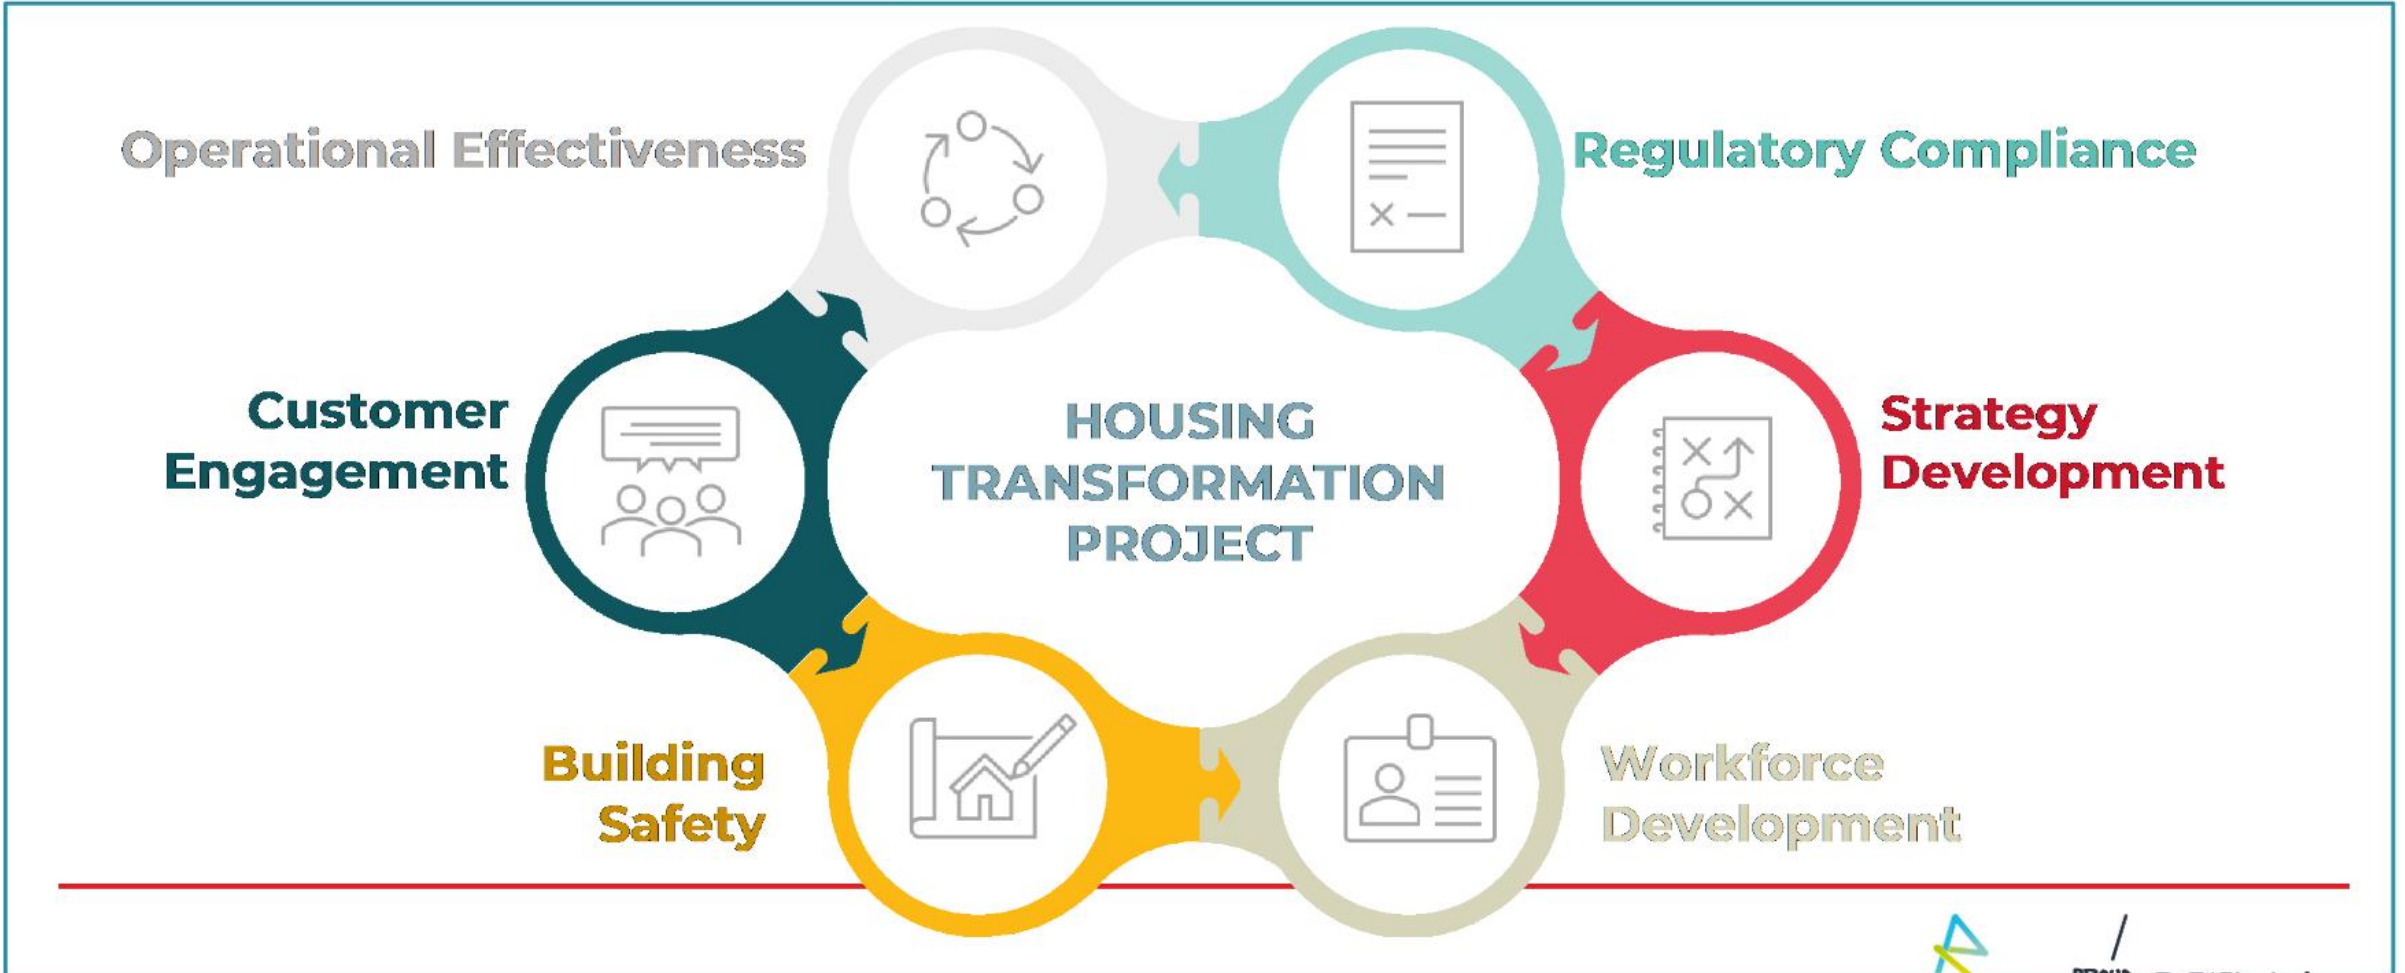 Operational Effectiveness
Regulatory Compliance
Customer
Engagement
HOUSING
TRANSFORMATION
PROJECT
Strategy
Development
Building
Safety
Workforce
Development